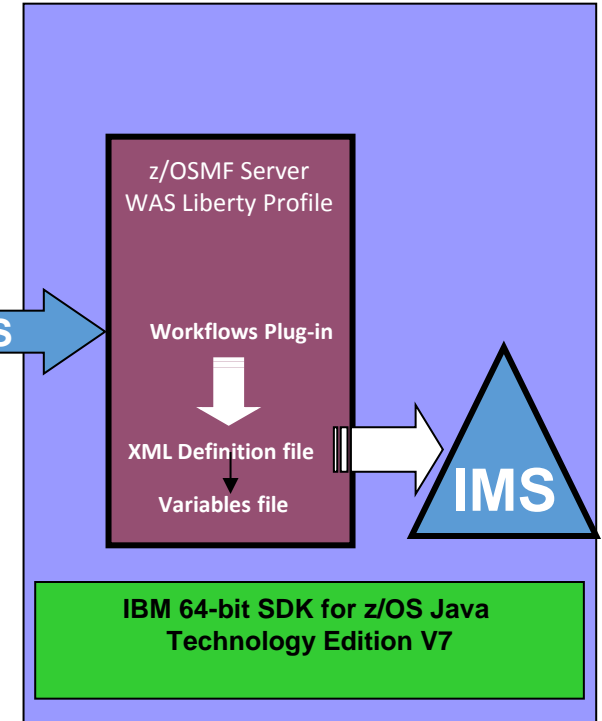 z/OSMF Server
WAS Liberty Profile
S
Workflows Plug-in
XML Definition file
Variables file
IMS
IBM 64-bit SDK for z/OS Java
Technology Edition V7